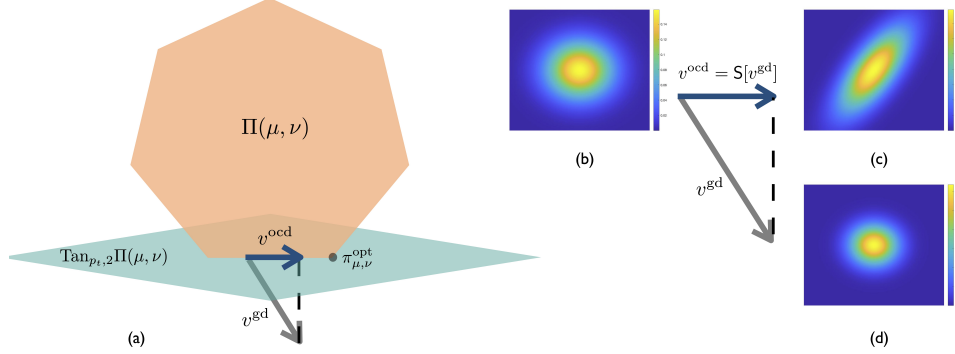 Π(μ, ν)
v^ocd
Tan_{p_t,2}Π(μ, ν)
π^opt_{μ,ν}
v^gd
(a)
(b)
v^ocd = S[v^gd]
v^gd
(c)
(d)